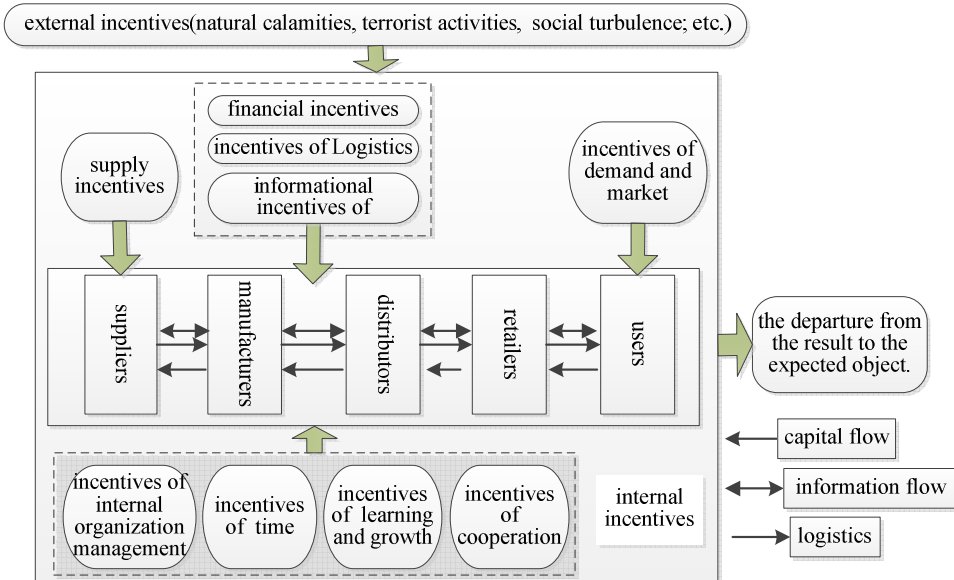 external incentives(natural calamities, terrorist activities, social turbulence; etc.)
financial incentives
incentives of Logistics
informational
incentives of
supply
incentives
incentives of
demand and
market
suppliers
manufacturers
distributors
retailers
users
the departure from
the result to the
expected object.
capital flow
information flow
logistics
incentives of
internal
organization
management
incentives
of time
incentives
of learning
and growth
incentives
of
cooperation
internal
incentives